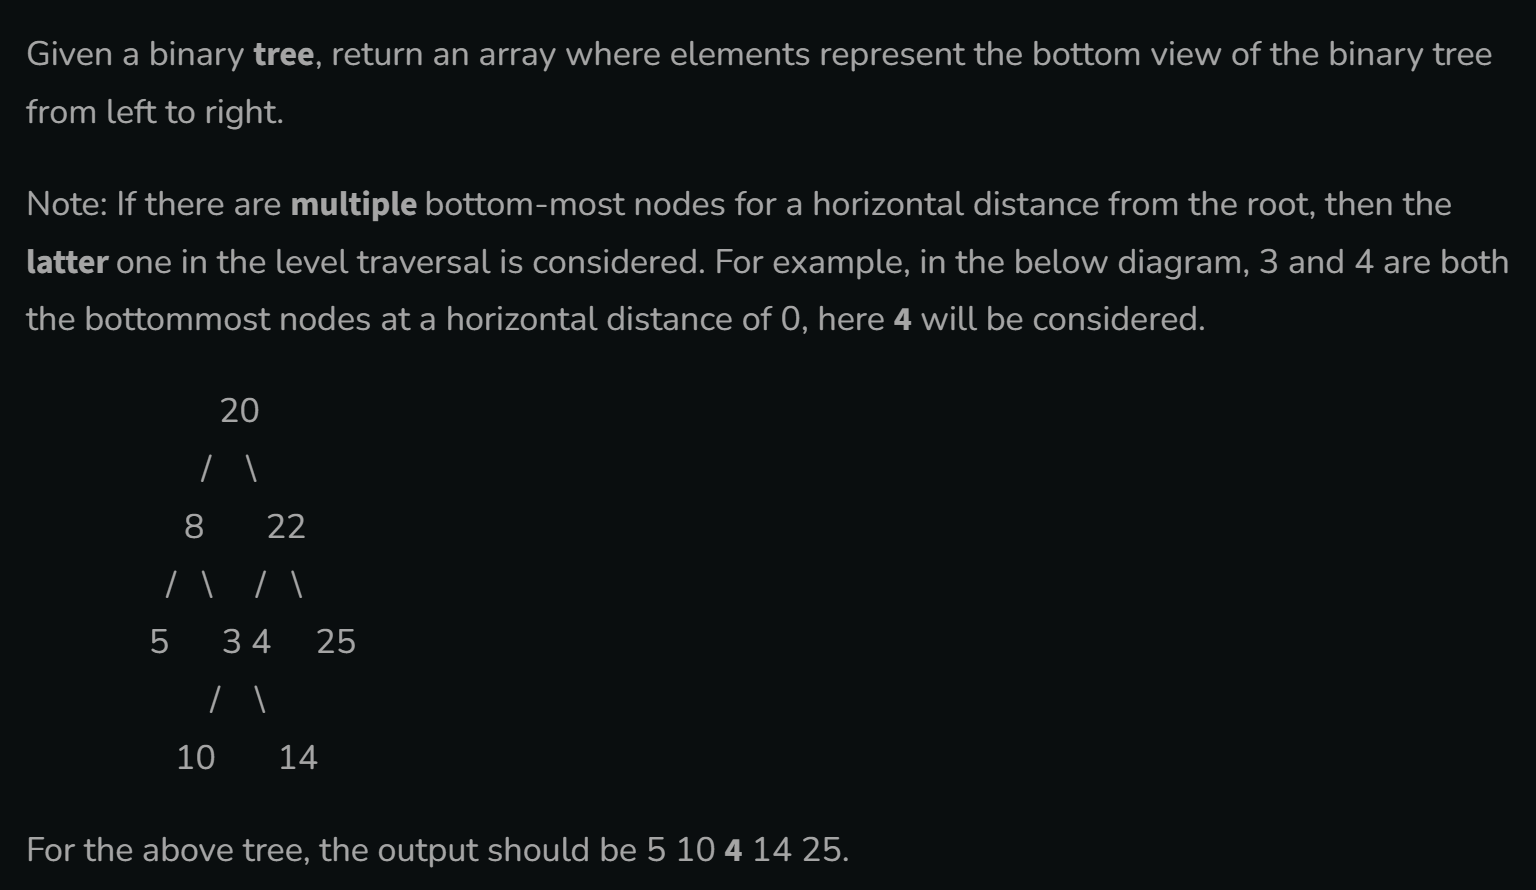 Given a binary tree, return an array where elements represent the bottom view of the binary tree
from left to right.
Note: If there are multiple bottom-most nodes for a horizontal distance from the root, then the
latter one in the level traversal is considered. For example, in the below diagram, 3 and 4 are both
the bottommost nodes at a horizontal distance of 0, here 4 will be considered.
20
/ \
8 22
/ \ / \
5 3 4 25
/ \
10 14
For the above tree, the output should be 5 10 4 14 25.